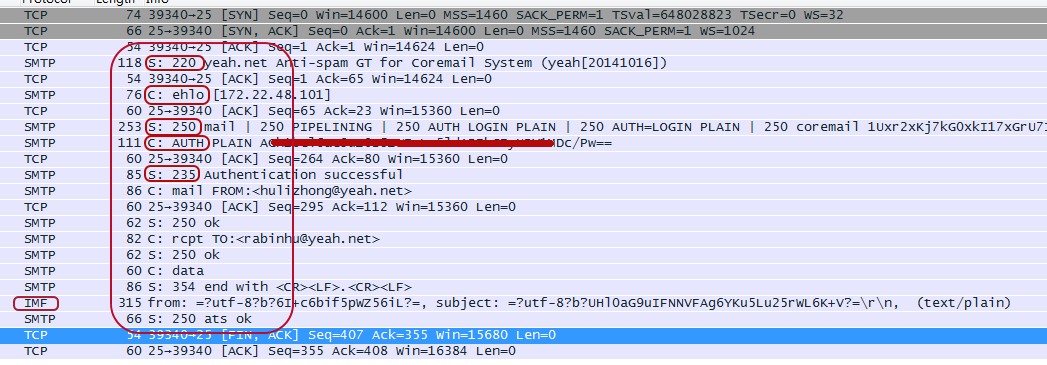 Protocol Length Info
TCP 74 39340→25 [SYN] Seq=0 Win=14600 Len=0 MSS=1460 SACK_PERM=1 TSval=648028823 TSecr=0 WS=32
TCP 66 25→39340 [SYN, ACK] Seq=0 Ack=1 Win=14600 Len=0 MSS=1460 SACK_PERM=1 WS=1024
TCP 54 39340→25 [ACK] Seq=1 Ack=1 Win=14624 Len=0
SMTP 118 S: 220 yeah.net Anti-spam GT for Coremail System (yeah[20141016])
TCP 54 39340→25 [ACK] Seq=1 Ack=65 Win=14624 Len=0
SMTP 76 C: ehlo [172.22.48.101]
TCP 60 25→39340 [ACK] Seq=65 Ack=23 Win=15360 Len=0
SMTP 253 S: 250 mail | 250 PIPELINING | 250 AUTH LOGIN PLAIN | 250 AUTH=LOGIN PLAIN | 250 coremail 1Uxr2xKj7kG0xkI17xGrU7I
SMTP 111 C: AUTH PLAIN
TCP 60 25→39340 [ACK] Seq=264 Ack=80 Win=15360 Len=0
SMTP 85 S: 235 Authentication successful
SMTP 86 C: mail FROM:<hulizhong@yeah.net>
TCP 60 25→39340 [ACK] Seq=295 Ack=112 Win=15360 Len=0
SMTP 62 S: 250 ok
SMTP 82 C: rcpt TO:<rabinhu@yeah.net>
SMTP 62 S: 250 ok
SMTP 60 C: data
SMTP 86 S: 354 end with <CR><LF>.<CR><LF>
IMF 315 from: =?utf-8?b?6I+c6bif5pWZ56iL?=, subject: =?utf-8?b?UHl0aG9uIFNNVFAg6YKu5Lu25rWL6K+V?=\r\n, (text/plain)
SMTP 66 S: 250 ats ok
TCP 54 39340→25 [FIN, ACK] Seq=407 Ack=355 Win=15680 Len=0
TCP 60 25→39340 [ACK] Seq=355 Ack=408 Win=16384 Len=0